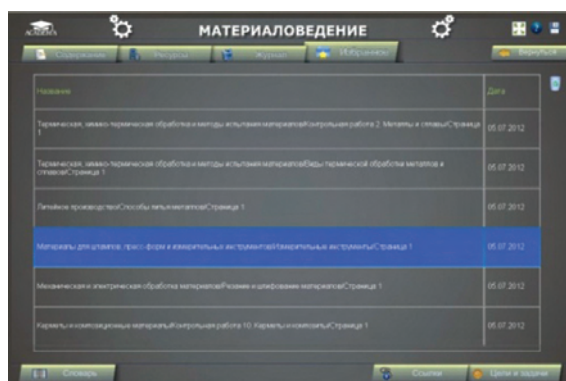 ACADEMA
МАТЕРИАЛОВЕДЕНИЕ
Содержание
Ресурсы
Журнал
Избранное
Вернуться
Название
Дата
Термическая, химико-термическая обработка и методы испытания материалов/Контрольная работа 2. Металлы и сплавы/Страница
1
05.07.2012
Термическая, химико-термическая обработка и методы испытания материалов/Виды термической обработки металлов и
сплавов/Страница 1
05.07.2012
Литейное производство/Способы литья металлов/Страница 1
05.07.2012
Материалы для штампов, пресс-форм и измерительных инструментов/Измерительные инструменты/Страница 1
05.07.2012
Механическая и электрическая обработка материалов/Резание и шлифование материалов/Страница 1
05.07.2012
Карметы и композиционные материалы/Контрольная работа 10. Карметы и композиты/Страница 1
05.07.2012
Словарь
Ссылки
Цели и задачи